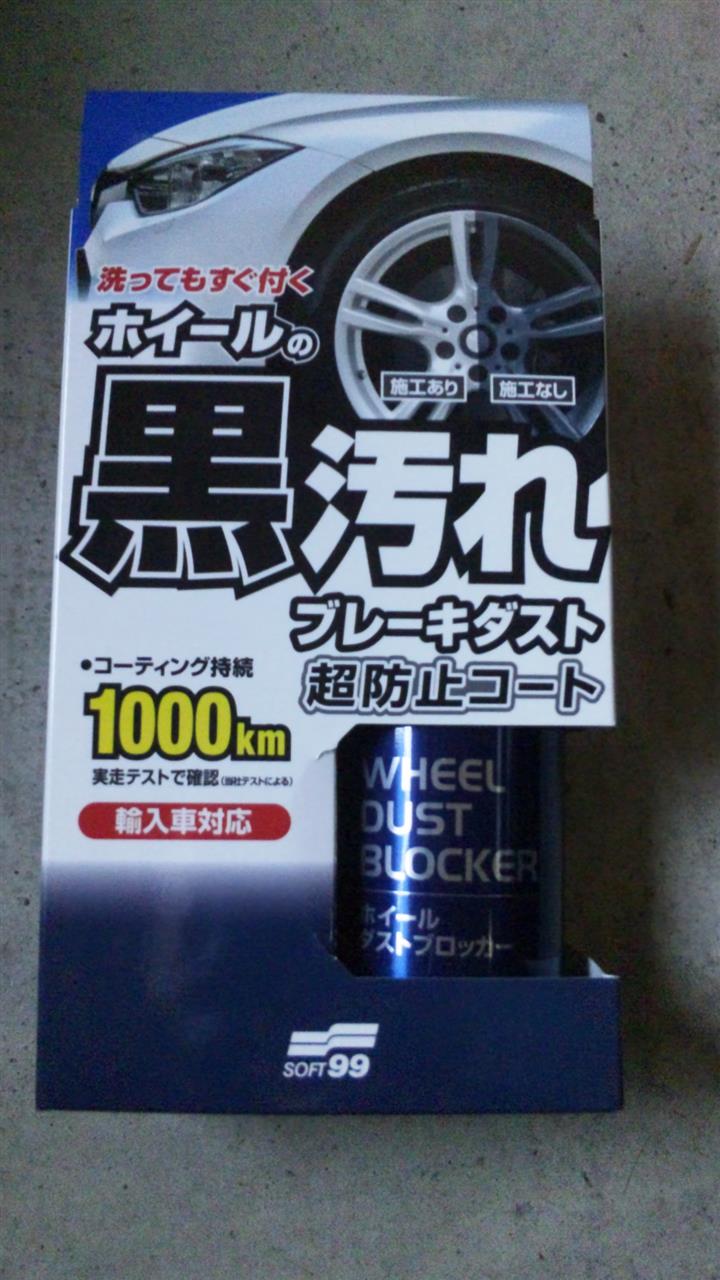 洗ってもすぐ付く
ホイールの
施工あり 施工なし
黒汚れ
ブレーキダスト
超防止コート
•コーティング持続
1000km
実走テストで確認(当社テストによる)
輸入車対応
WHEEL
DUST
BLOCKER
ホイール
ダストブロッカー
SOFT99